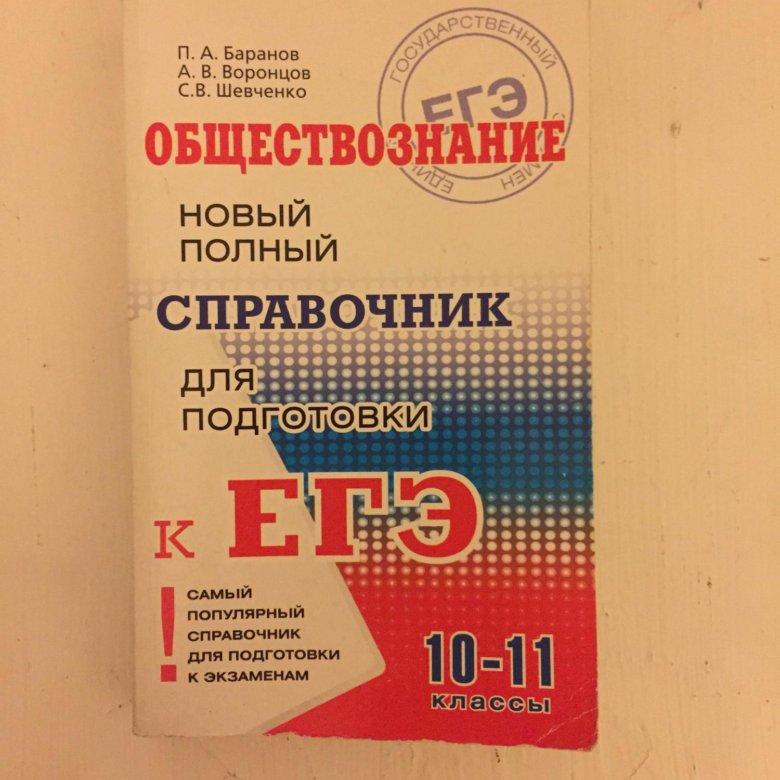 П. А. Баранов
А. В. Воронцов
С.В. Шевченко
ГОСУДАРСТВЕННЫЙ
ЕГЭ
ОБЩЕСТВОЗНАНИЕ
НОВЫЙ
ПОЛНЫЙ
СПРАВОЧНИК
ДЛЯ
ПОДГОТОВКИ
К ЕГЭ
!
САМЫЙ
ПОПУЛЯРНЫЙ
СПРАВОЧНИК
ДЛЯ ПОДГОТОВКИ
К ЭКЗАМЕНАМ
10-11
классы